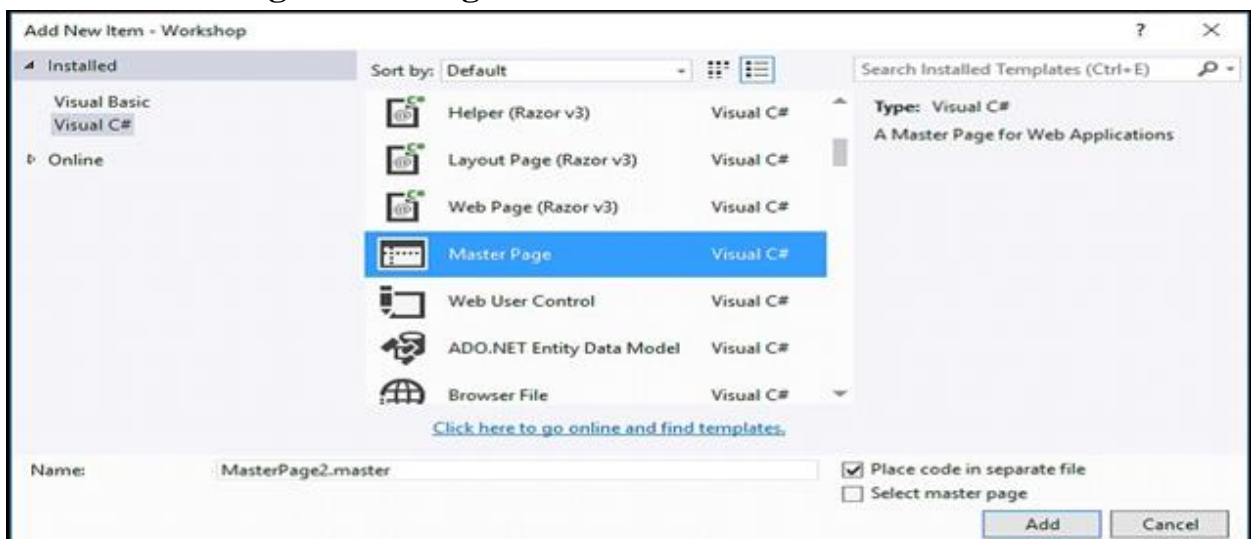 Add New Item - Workshop ? ×
Installed
Sort by: Default
Search Installed Templates (Ctrl+E)
Visual Basic
Visual C#
Online
Helper (Razor v3) Visual C#
Layout Page (Razor v3) Visual C#
Web Page (Razor v3) Visual C#
Master Page Visual C#
Web User Control Visual C#
ADO.NET Entity Data Model Visual C#
Browser File Visual C#
Click here to go online and find templates.
Type: Visual C#
A Master Page for Web Applications
Name: MasterPage2.master
Place code in separate file
Select master page
Add Cancel